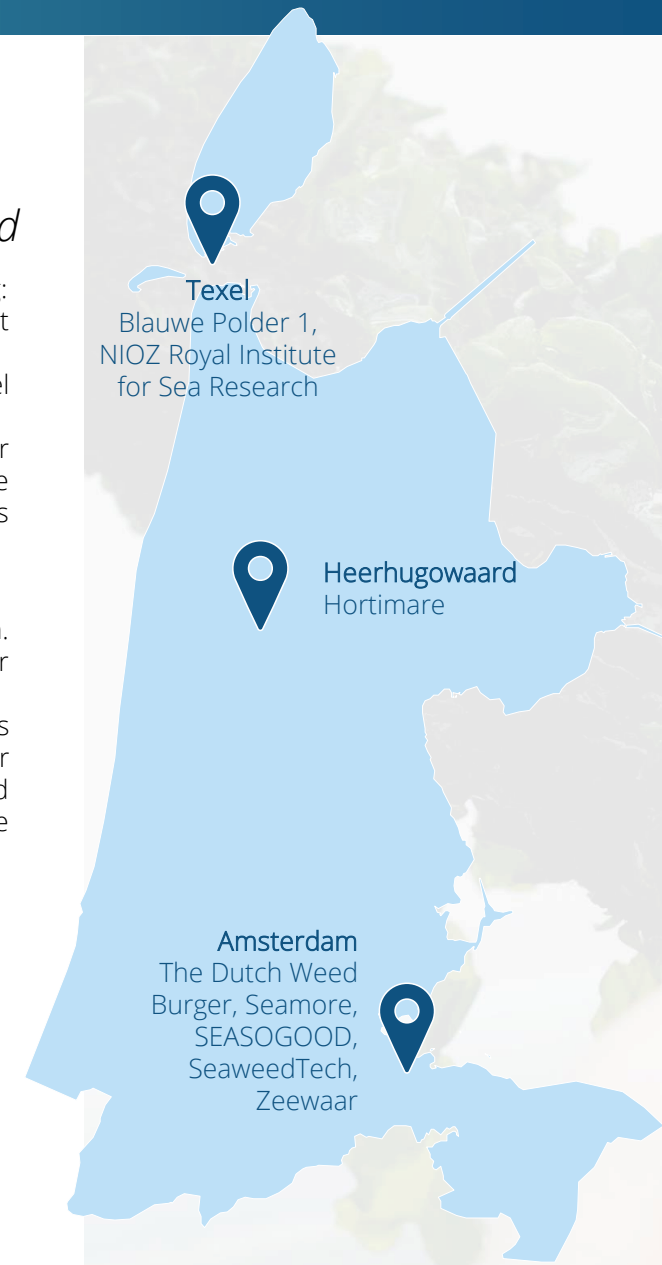 d
:
t
Texel
Blauwe Polder 1,
NIOZ Royal Institute
for Sea Research
el
r
e
s
Heerhugowaard
Hortimare
.
r
s
r
d
e
Amsterdam
The Dutch Weed
Burger, Seamore,
SEASOGOOD,
SeaweedTech,
Zeewaar